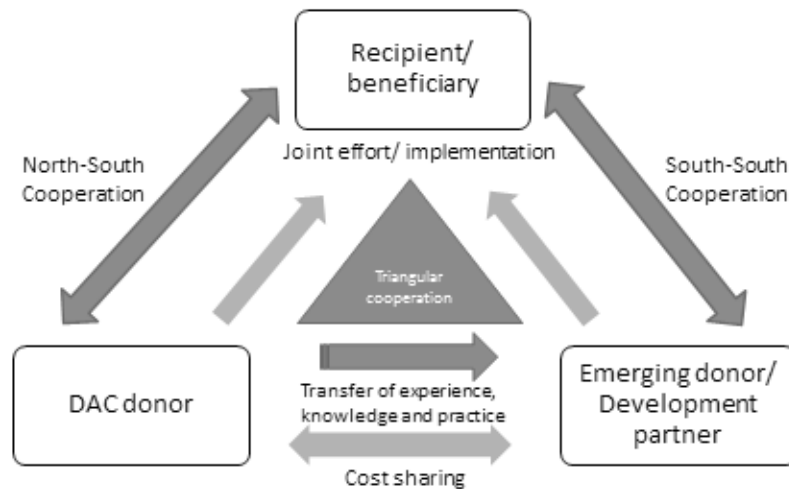 Recipient/
beneficiary
Joint effort/ implementation
North-South
Cooperation
South-South
Cooperation
Triangular
cooperation
DAC donor
Transfer of experience,
knowledge and practice
Cost sharing
Emerging donor/
Development
partner